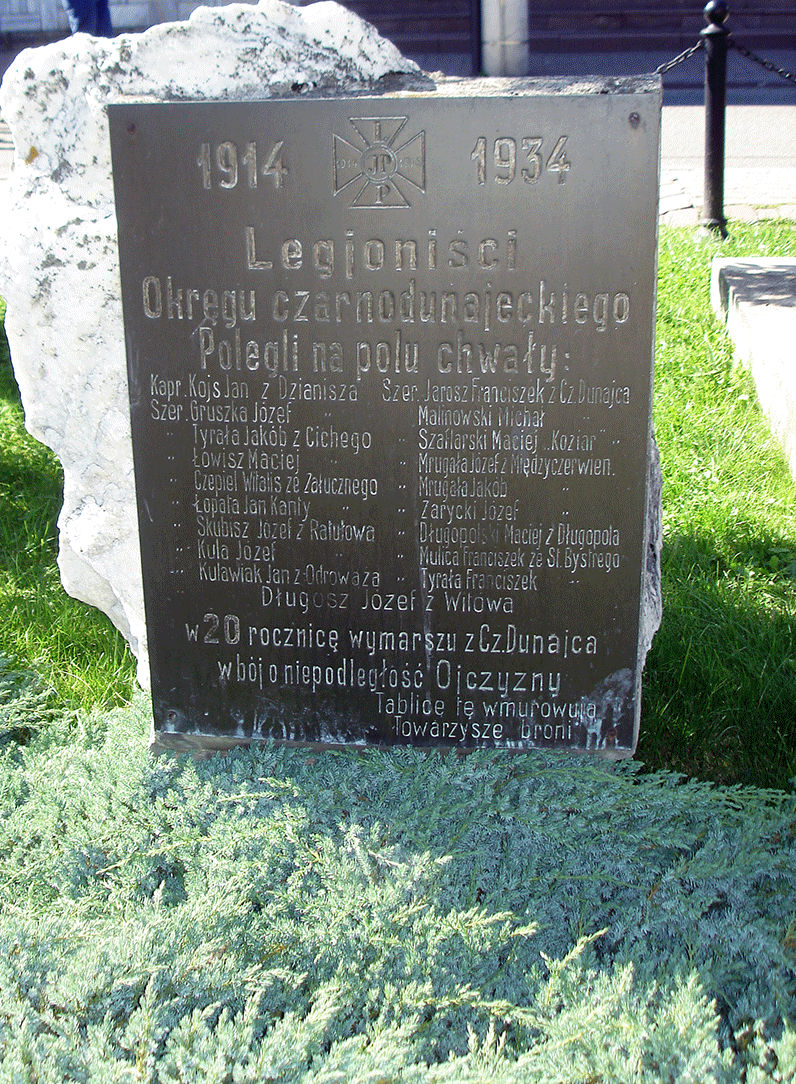 1914 1934
L
JP
P
Legjoniści
Okręgu czarnodunajeckiego
Polegli na polu chwały:
Kapr. Kojs Jan z Dzianisza Szer. Jarosz Franciszek z Cz.Dunajca
Szer. Gruszka Józef " Malinowski Michał "
" Tyrała Jakób z Cichego " Szaflarski Maciej „Koziar" "
" Łowisz Maciej " " Mrugała Józef z Międzyczerwien.
" Czepiel Witalis ze Załucznego " Mrugała Jakób "
" Łopata Jan Kanty " " Zarycki Józef "
" Skubisz Józef z Ratułowa " Długopolski Maciej z Długopola
" Kula Józef " " Mulica Franciszek ze St.Bystrego
" Kulawiak Jan z Odrowąża " Tyrała Franciszek "
Długosz Józef z Witowa
w 20 rocznicę wymarszu z Cz.Dunajca
w bój o niepodległość Ojczyzny
Tablicę tę wmurowują
Towarzysze broni